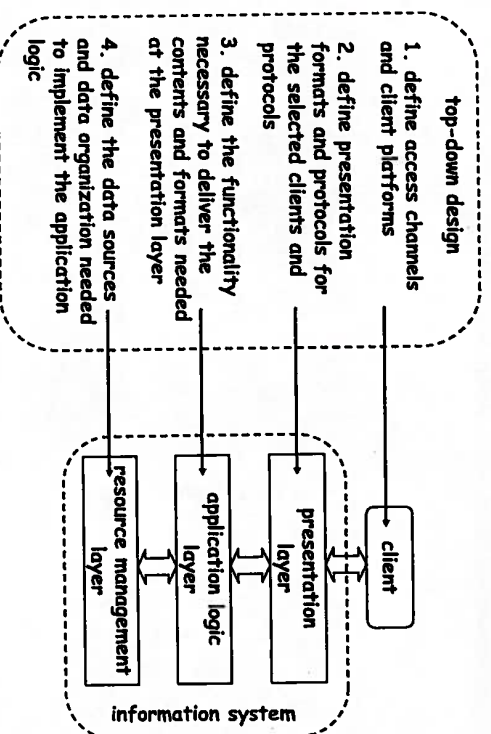 top-down design
1. define access channels
and client platforms
2. define presentation
formats and protocols for
the selected clients and
protocols
3. define the functionality
necessary to deliver the
contents and formats needed
at the presentation layer
4. define the data sources
and data organization needed
to implement the application
logic
client
presentation
layer
application logic
layer
resource management
layer
information system